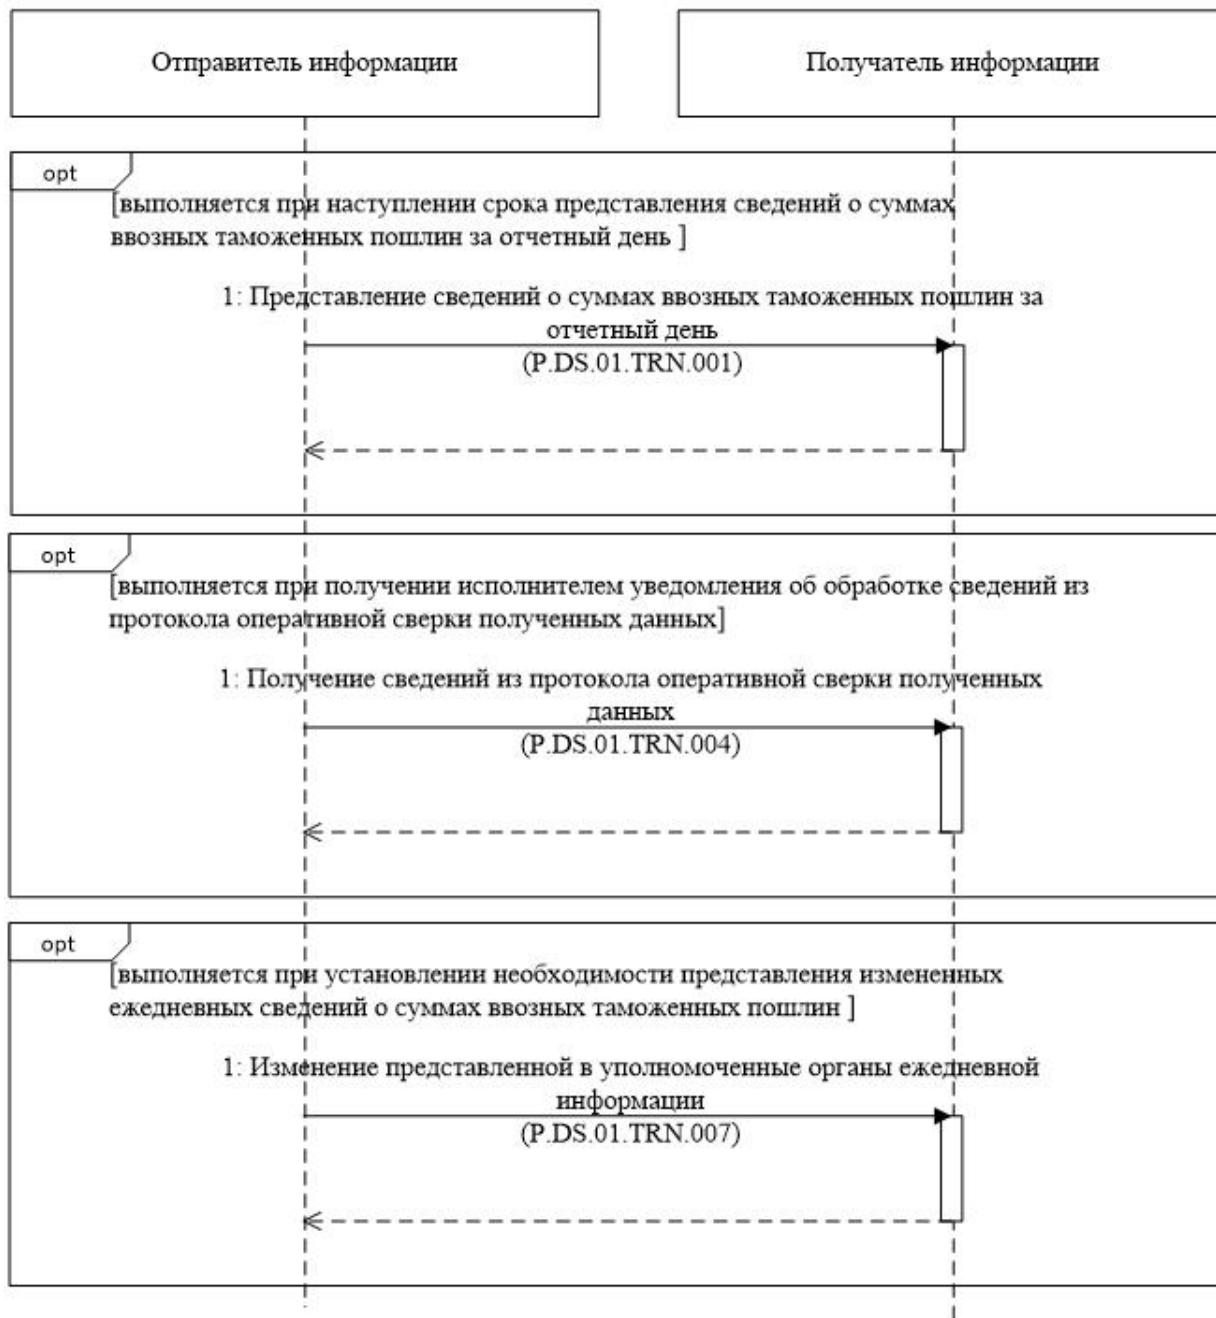 Отправитель информации
Получатель информации
opt
[выполняется при наступлении срока представления сведений о суммах
ввозных таможенных пошлин за отчетный день ]
1: Представление сведений о суммах ввозных таможенных пошлин за
отчетный день
(P.DS.01.TRN.001)
opt
[выполняется при получении исполнителем уведомления об обработке сведений из
протокола оперативной сверки полученных данных]
1: Получение сведений из протокола оперативной сверки полученных
данных
(P.DS.01.TRN.004)
opt
[выполняется при установлении необходимости представления измененных
ежедневных сведений о суммах ввозных таможенных пошлин ]
1: Изменение представленной в уполномоченные органы ежедневной
информации
(P.DS.01.TRN.007)